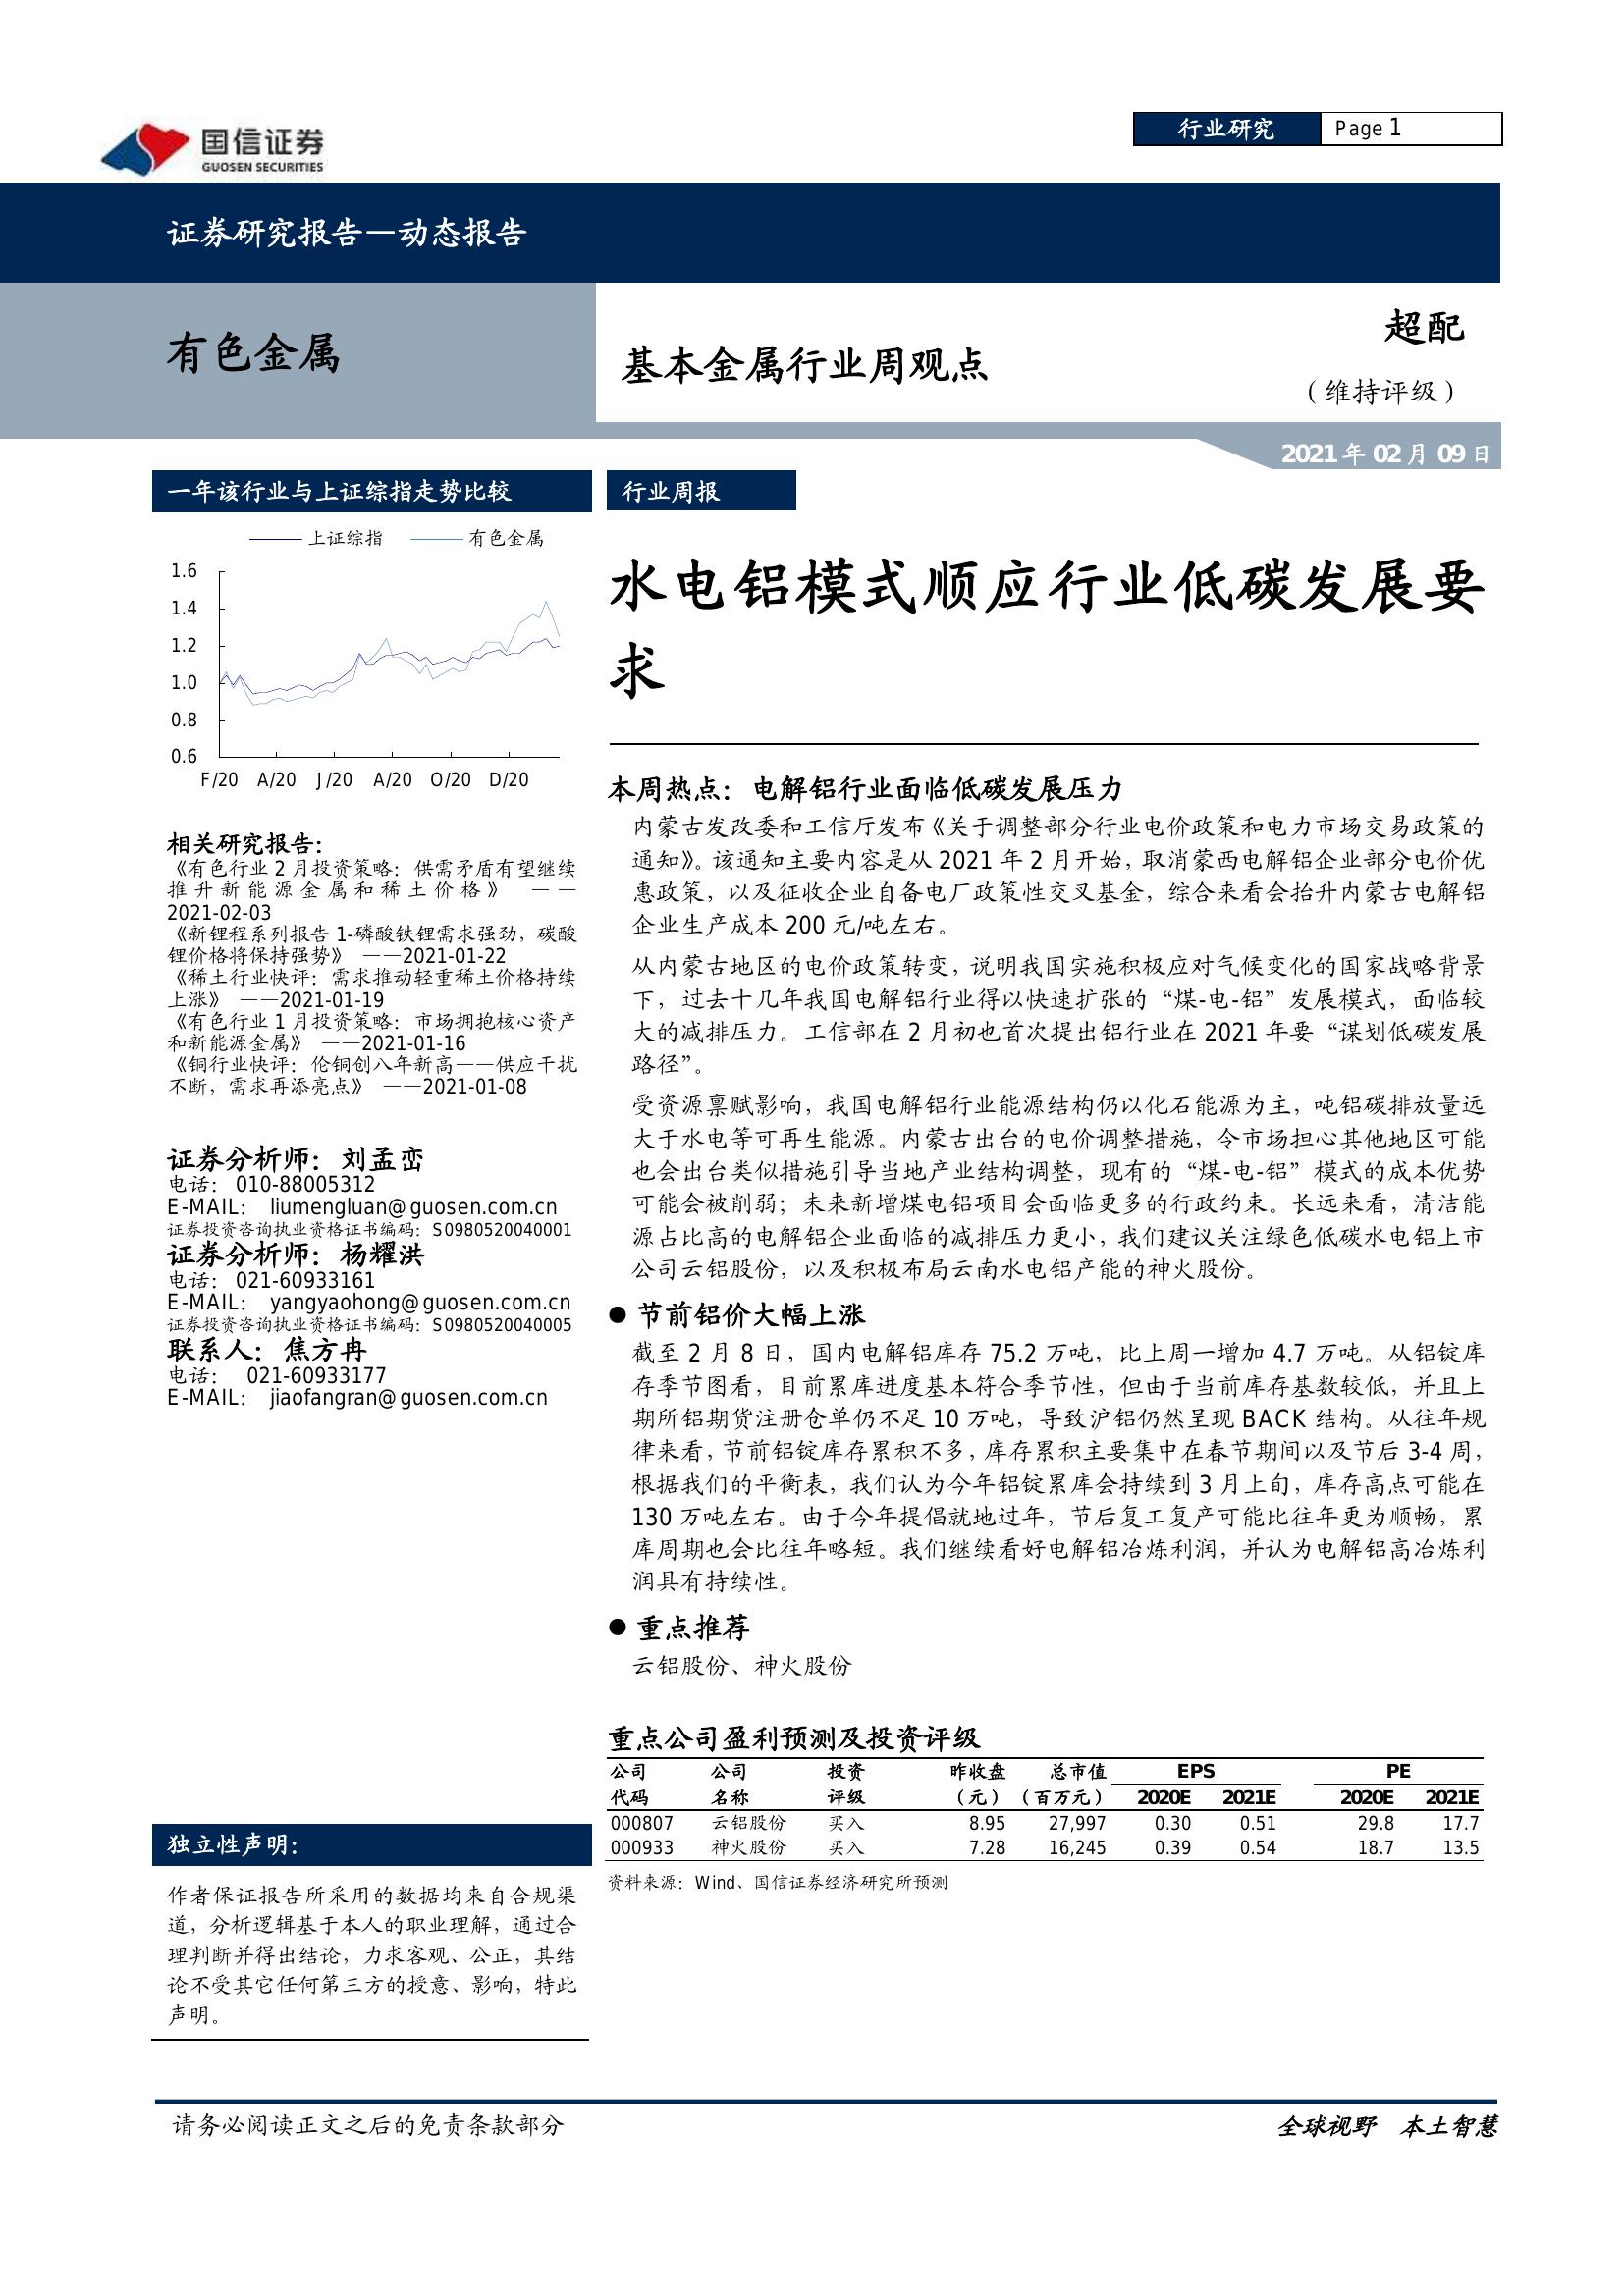 国信证券
GUOSEN SECURITIES
行业研究
Page 1
证券研究报告—动态报告
有色金属
基本金属行业周观点
超配
（维持评级）
2021 年 02 月 09 日
一年该行业与上证综指走势比较
上证综指 有色金属
1.6
1.4
1.2
1.0
0.8
0.6
F/20 A/20 J/20 A/20 O/20 D/20
相关研究报告：
《有色行业 2 月投资策略：供需矛盾有望继续
推升新能源金属和稀土价格》 ——
2021-02-03
《新锂程系列报告 1-磷酸铁锂需求强劲，碳酸
锂价格将保持强势》 ——2021-01-22
《稀土行业快评：需求推动轻重稀土价格持续
上涨》 ——2021-01-19
《有色行业 1 月投资策略：市场拥抱核心资产
和新能源金属》 ——2021-01-16
《铜行业快评：伦铜创八年新高——供应干扰
不断，需求再添亮点》 ——2021-01-08
证券分析师：刘孟峦
电话： 010-88005312
E-MAIL： liumengluan@guosen.com.cn
证券投资咨询执业资格证书编码：S0980520040001
证券分析师：杨耀洪
电话： 021-60933161
E-MAIL： yangyaohong@guosen.com.cn
证券投资咨询执业资格证书编码：S0980520040005
联系人：焦方冉
电话： 021-60933177
E-MAIL： jiaofangran@guosen.com.cn
独立性声明：
作者保证报告所采用的数据均来自合规渠
道，分析逻辑基于本人的职业理解，通过合
理判断并得出结论，力求客观、公正，其结
论不受其它任何第三方的授意、影响，特此
声明。
行业周报
水电铝模式顺应行业低碳发展要
求
本周热点：电解铝行业面临低碳发展压力
内蒙古发改委和工信厅发布《关于调整部分行业电价政策和电力市场交易政策的
通知》。该通知主要内容是从 2021 年 2 月开始，取消蒙西电解铝企业部分电价优
惠政策，以及征收企业自备电厂政策性交叉基金，综合来看会抬升内蒙古电解铝
企业生产成本 200 元/吨左右。
从内蒙古地区的电价政策转变，说明我国实施积极应对气候变化的国家战略背景
下，过去十几年我国电解铝行业得以快速扩张的“煤-电-铝”发展模式，面临较
大的减排压力。工信部在 2 月初也首次提出铝行业在 2021 年要“谋划低碳发展
路径”。
受资源禀赋影响，我国电解铝行业能源结构仍以化石能源为主，吨铝碳排放量远
大于水电等可再生能源。内蒙古出台的电价调整措施，令市场担心其他地区可能
也会出台类似措施引导当地产业结构调整，现有的“煤-电-铝”模式的成本优势
可能会被削弱；未来新增煤电铝项目会面临更多的行政约束。长远来看，清洁能
源占比高的电解铝企业面临的减排压力更小，我们建议关注绿色低碳水电铝上市
公司云铝股份，以及积极布局云南水电铝产能的神火股份。
● 节前铝价大幅上涨
截至 2 月 8 日，国内电解铝库存 75.2 万吨，比上周一增加 4.7 万吨。从铝锭库
存季节图看，目前累库进度基本符合季节性，但由于当前库存基数较低，并且上
期所铝期货注册仓单仍不足 10 万吨，导致沪铝仍然呈现 BACK 结构。从往年规
律来看，节前铝锭库存累积不多，库存累积主要集中在春节期间以及节后 3-4 周，
根据我们的平衡表，我们认为今年铝锭累库会持续到 3 月上旬，库存高点可能在
130 万吨左右。由于今年提倡就地过年，节后复工复产可能比往年更为顺畅，累
库周期也会比往年略短。我们继续看好电解铝冶炼利润，并认为电解铝高冶炼利
润具有持续性。
● 重点推荐
云铝股份、神火股份
重点公司盈利预测及投资评级
公司 公司 投资 昨收盘 总市值 EPS PE
代码 名称 评级 （元） （百万元） 2020E 2021E 2020E 2021E
000807 云铝股份 买入 8.95 27,997 0.30 0.51 29.8 17.7
000933 神火股份 买入 7.28 16,245 0.39 0.54 18.7 13.5
资料来源：Wind、国信证券经济研究所预测
请务必阅读正文之后的免责条款部分
全球视野 本土智慧